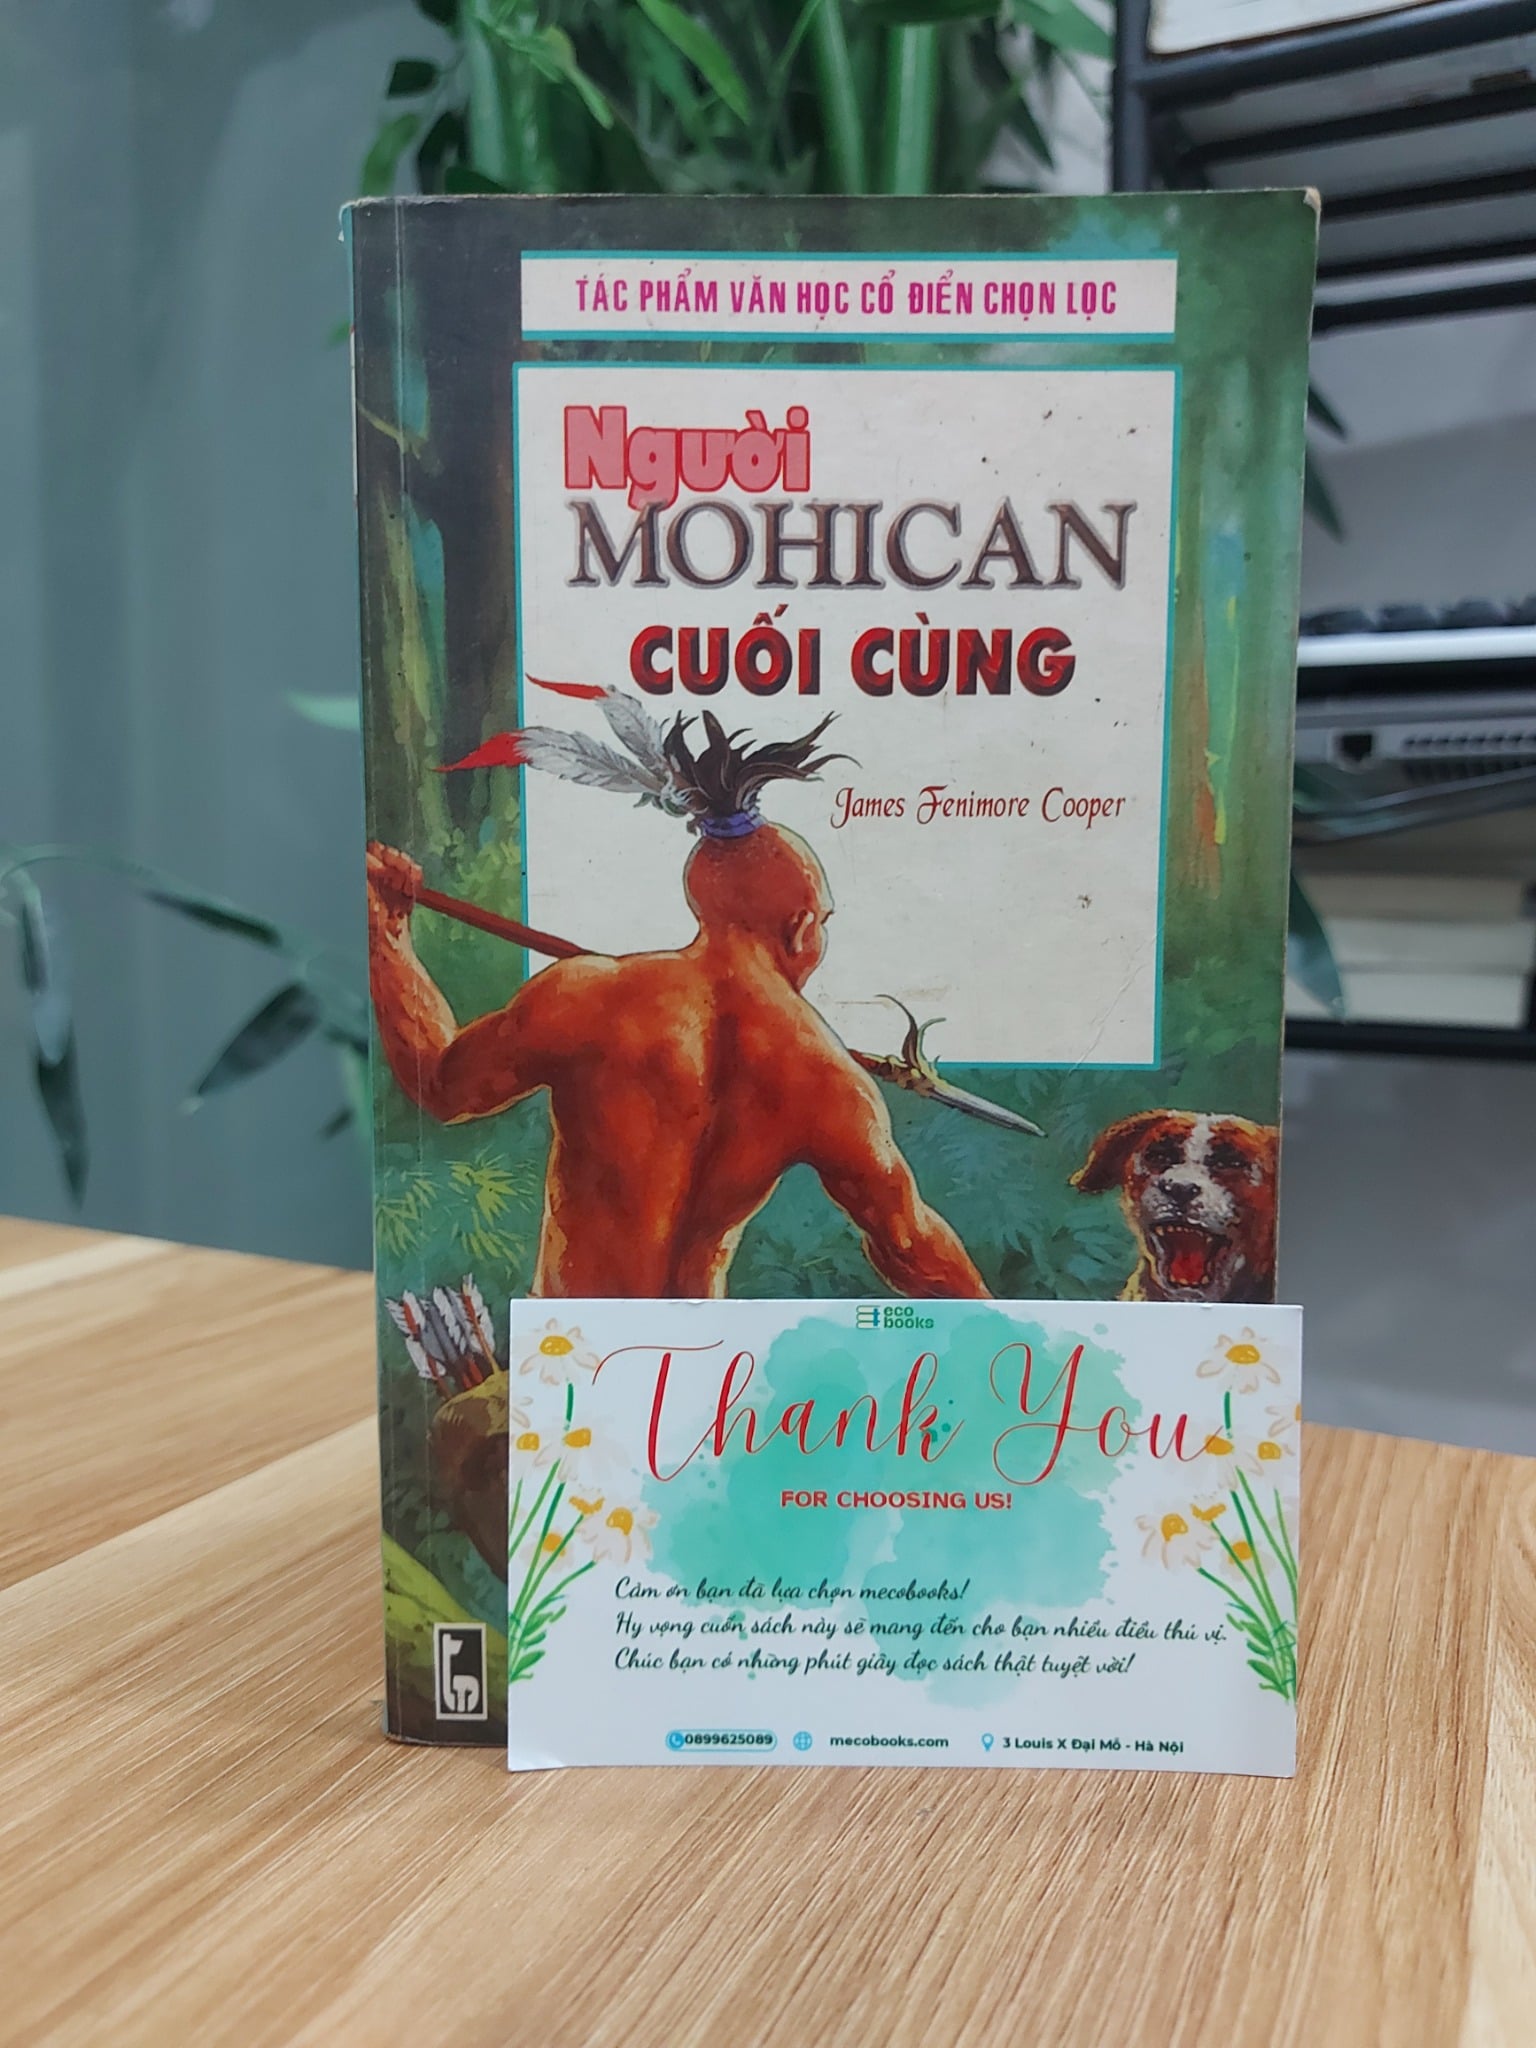 TÁC PHẨM VĂN HỌC CỔ ĐIỂN CHỌN LỌC
Người
MOHICAN
CUỐI CÙNG
James Fenimore Cooper
eco
books
Thank You
FOR CHOOSING US!
Cảm ơn bạn đã lựa chọn mecobooks!
Hy vọng cuốn sách này sẽ mang đến cho bạn nhiều điều thú vị.
Chúc bạn có những phút giây đọc sách thật tuyệt vời!
0899625089 mecobooks.com 3 Louis X Đại Mỗ - Hà Nội